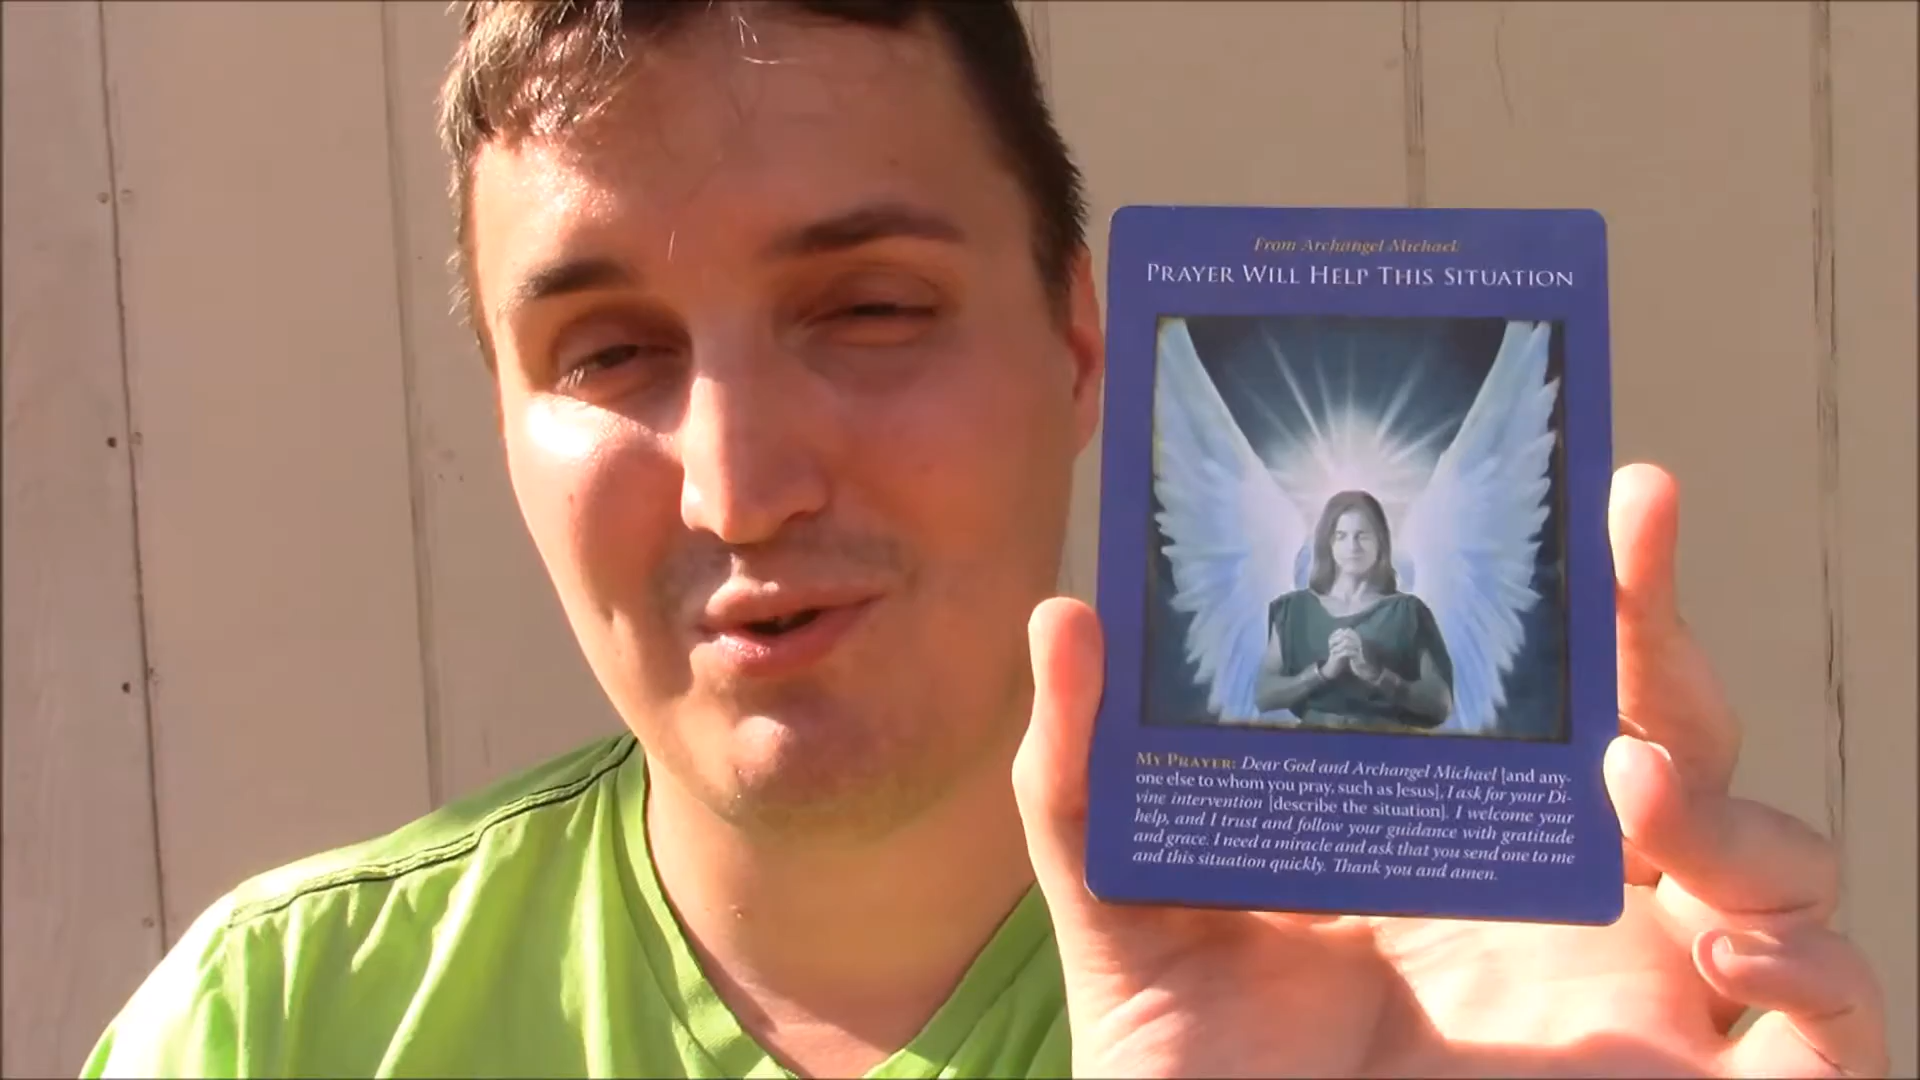 From Archangel Michael:
PRAYER WILL HELP THIS SITUATION
MY PRAYER: Dear God and Archangel Michael [and any-
one else to whom you pray, such as Jesus], I ask for your Di-
vine intervention [describe the situation]. I welcome your
help, and I trust and follow your guidance with gratitude
and grace. I need a miracle and ask that you send one to me
and this situation quickly. Thank you and amen.